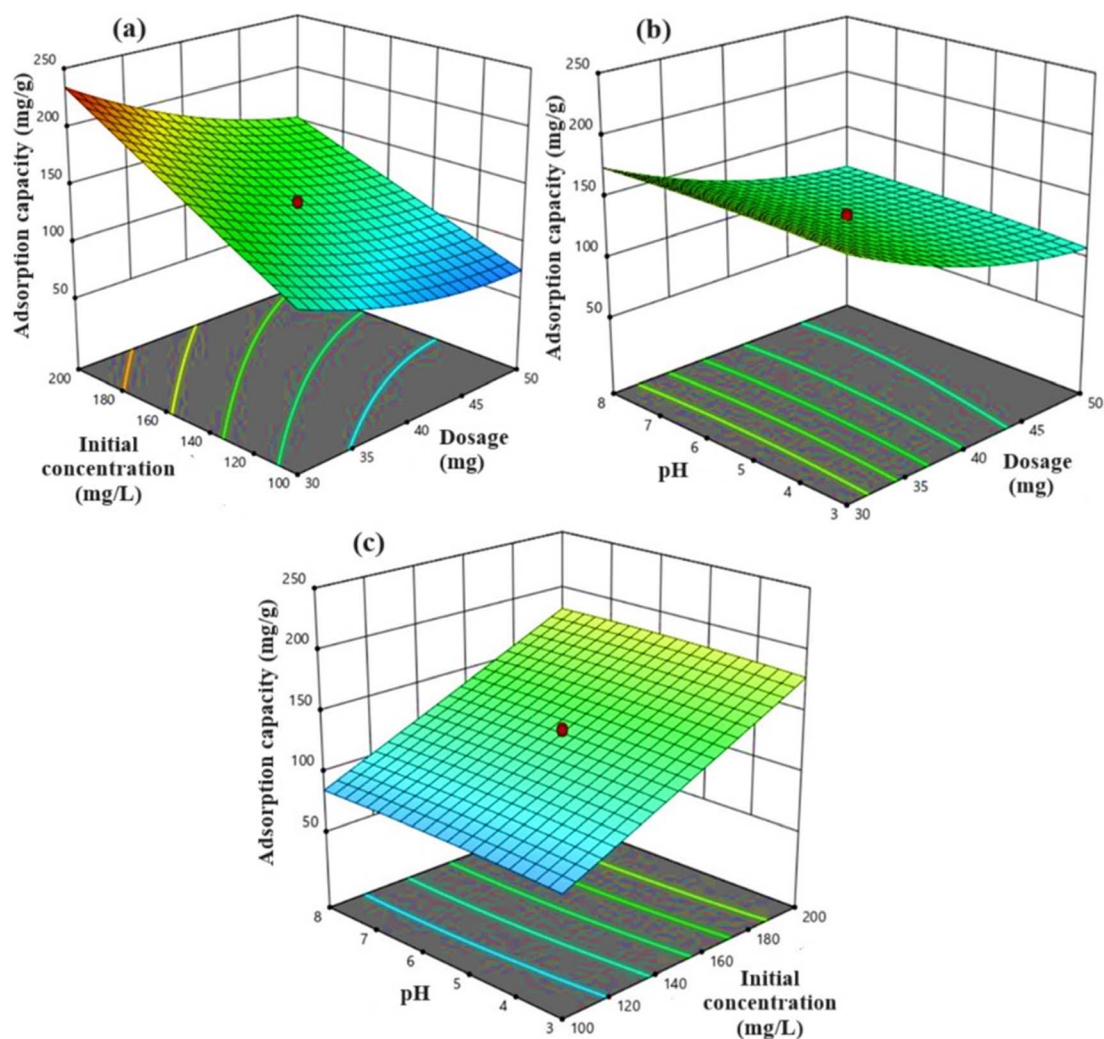 (a)
Adsorption capacity (mg/g)
250
200
150
100
50
200
180
160
140
120
100
Initial
concentration
(mg/L)
30
35
40
45
50
Dosage
(mg)
(b)
Adsorption capacity (mg/g)
250
200
150
100
50
8
7
6
5
4
3
pH
30
35
40
45
50
Dosage
(mg)
(c)
Adsorption capacity (mg/g)
250
200
150
100
50
8
7
6
5
4
3
pH
100
120
140
160
180
200
Initial
concentration
(mg/L)